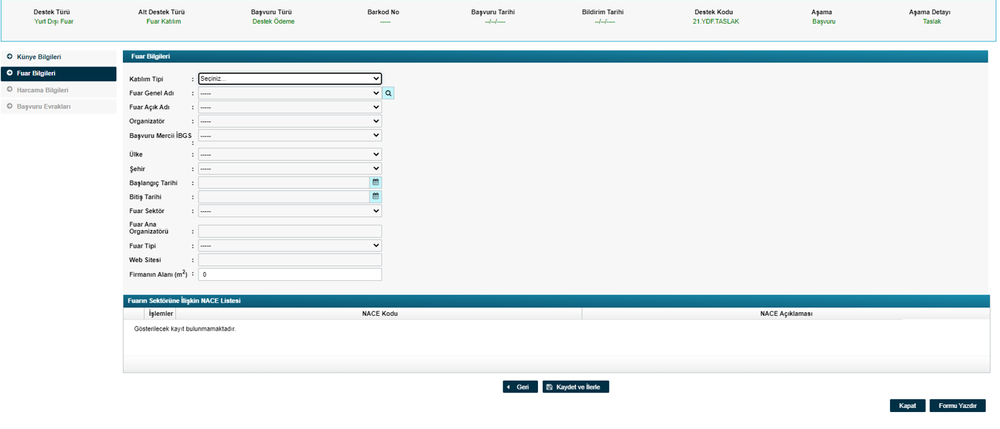 Destek Türü Alt Destek Türü Başvuru Türü Barkod No Başvuru Tarihi Bildirim Tarihi Destek Kodu Aşama Aşama Detayı
Yurt Dışı Fuar Fuar Katılım Destek Ödeme ----- --/--/---- --/--/---- 21.YDF.TASLAK Başvuru Taslak
Künye Bilgileri
Fuar Bilgileri
Harcama Bilgileri
Başvuru Evrakları
Fuar Bilgileri
Katılım Tipi : Seçiniz...
Fuar Genel Adı : -----
Fuar Açık Adı : -----
Organizatör : -----
Başvuru Mercii İBGS : -----
Ülke : -----
Şehir : -----
Başlangıç Tarihi :
Bitiş Tarihi :
Fuar Sektör : -----
Fuar Ana
Organizatörü :
Fuar Tipi : -----
Web Sitesi :
Firmanın Alanı (m²) : 0
Fuarın Sektörüne İlişkin NACE Listesi
İşlemler NACE Kodu NACE Açıklaması
Gösterilecek kayıt bulunmamaktadır.
Geri Kaydet ve İlerle
Kapat Formu Yazdır